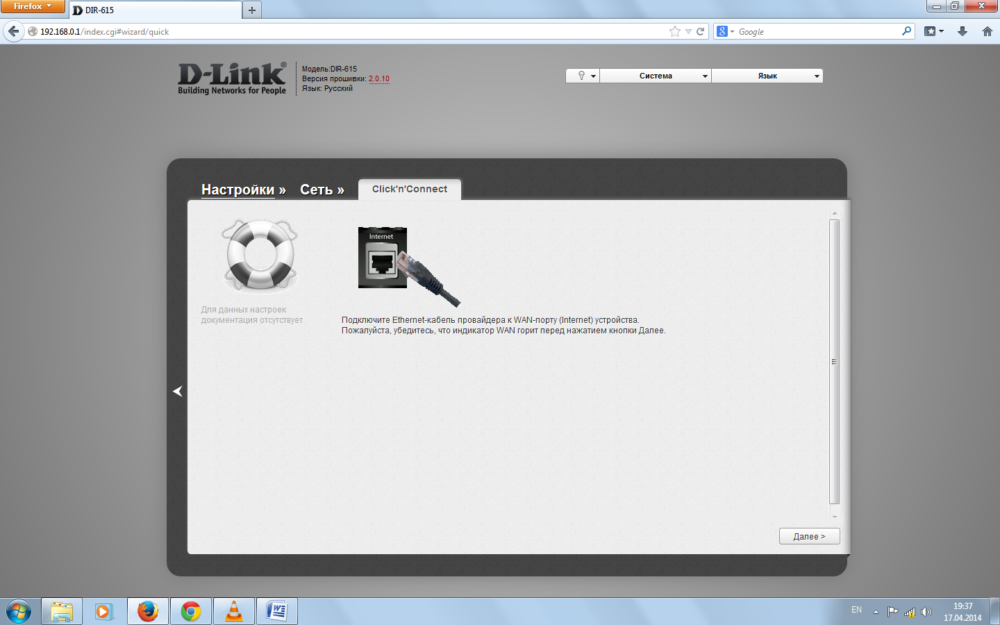 Firefox
DIR-615
192.168.0.1/index.cgi#wizard/quick
Google
D-Link®
Building Networks for People
Модель:DIR-615
Версия прошивки: 2.0.10
Язык: Русский
Система
Язык
Настройки »
Сеть »
Click'n'Connect
Internet
Для данных настроек
документация отсутствует
Подключите Ethernet-кабель провайдера к WAN-порту (Internet) устройства.
Пожалуйста, убедитесь, что индикатор WAN горит перед нажатием кнопки Далее.
Далее >
EN
19:37
17.04.2014